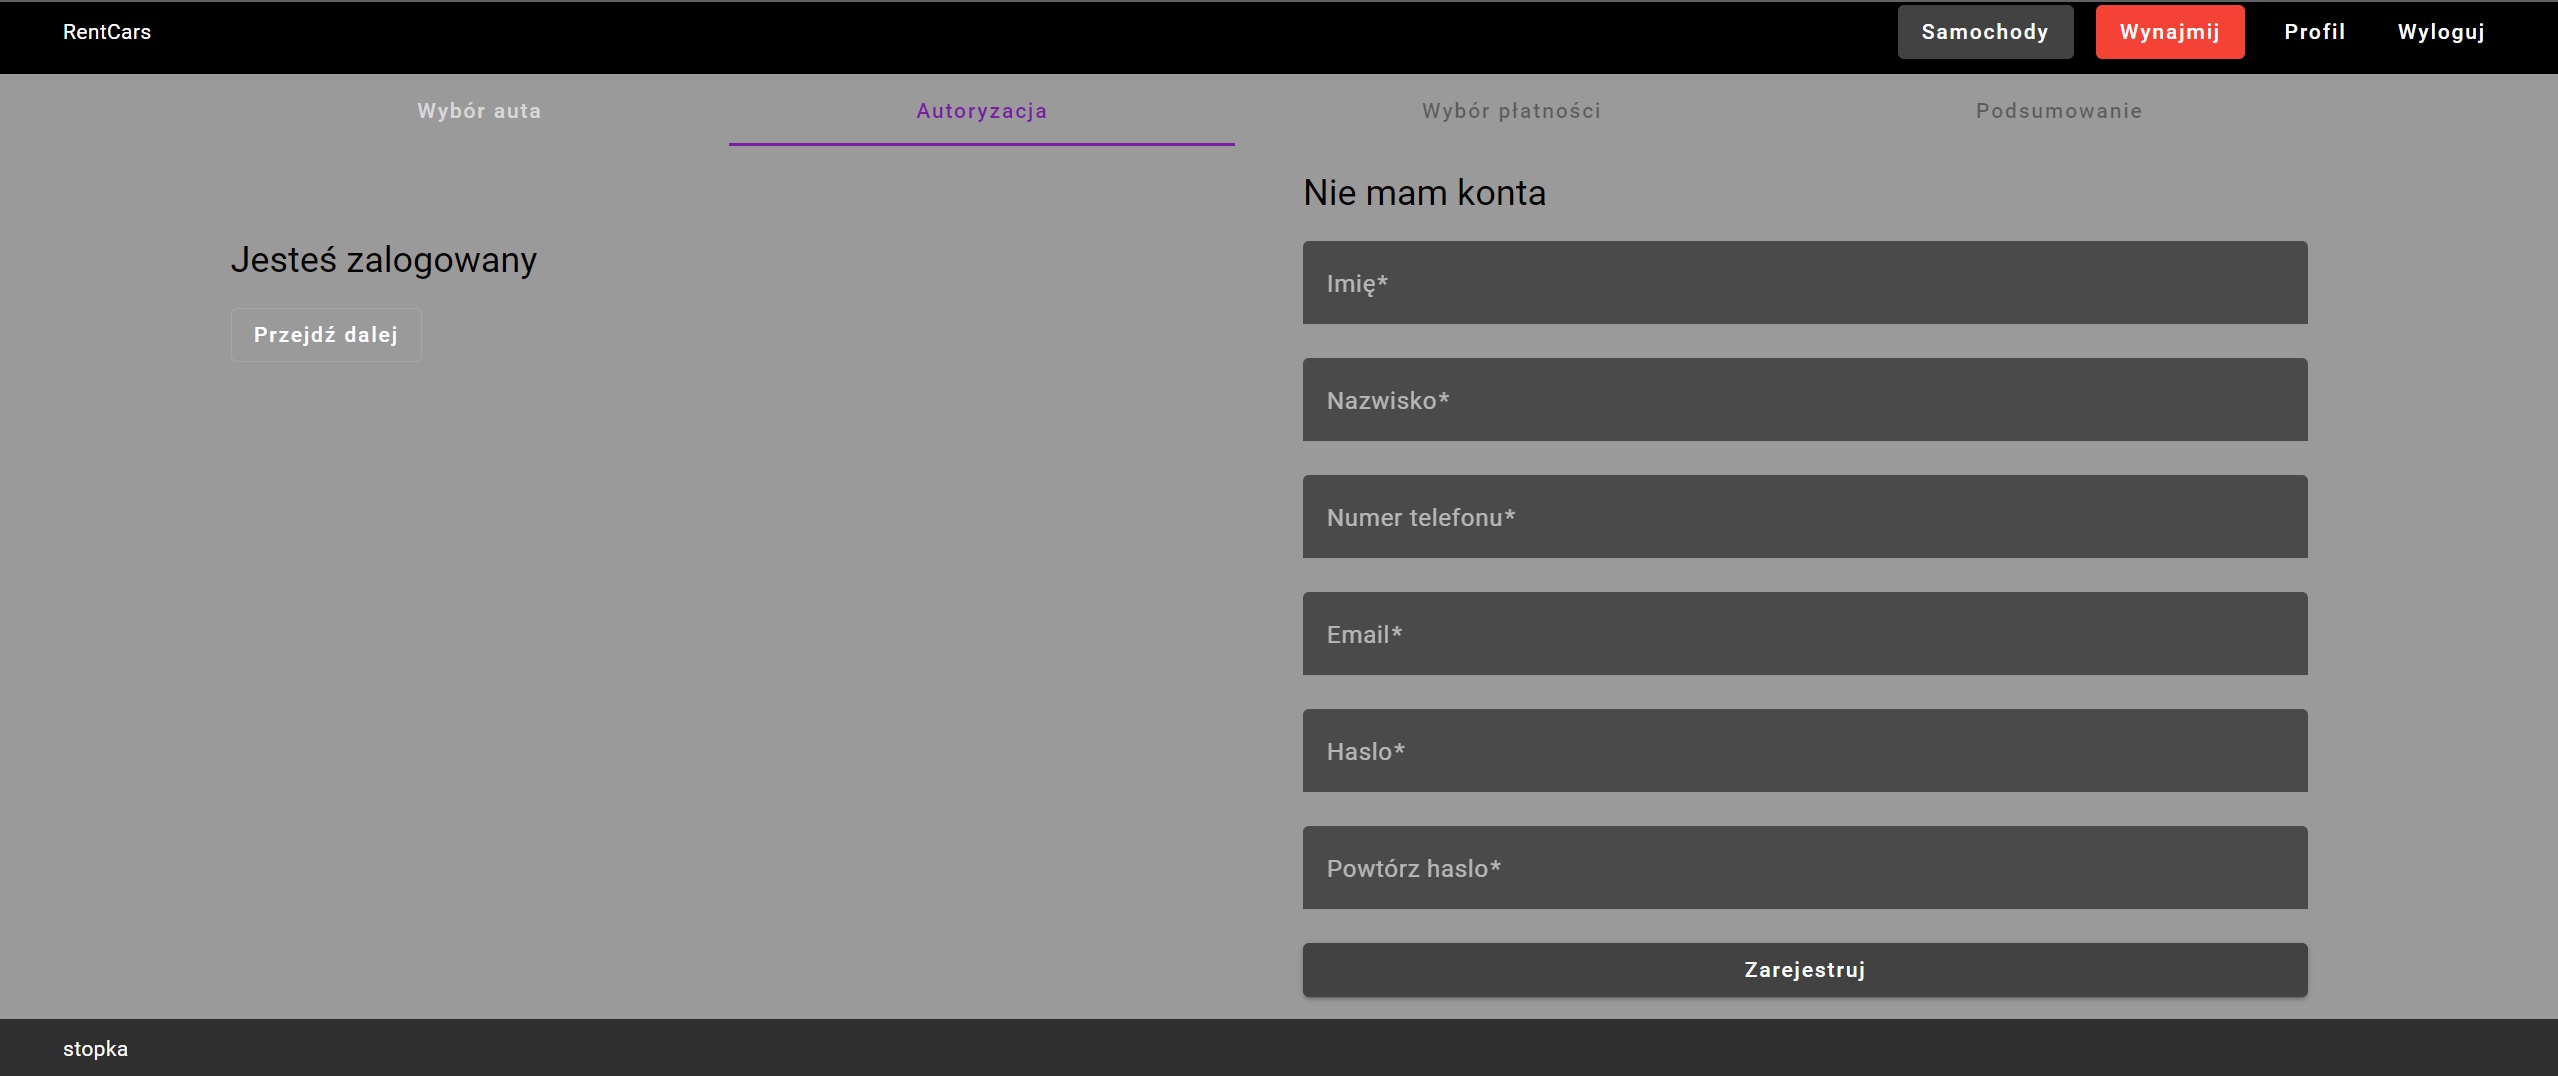 RentCars
Samochody
Wynajmij
Profil
Wyloguj
Wybór auta
Autoryzacja
Wybór płatności
Podsumowanie
Jesteś zalogowany
Przejdź dalej
Nie mam konta
Imię*
Nazwisko*
Numer telefonu*
Email*
Haslo*
Powtórz haslo*
Zarejestruj
stopka